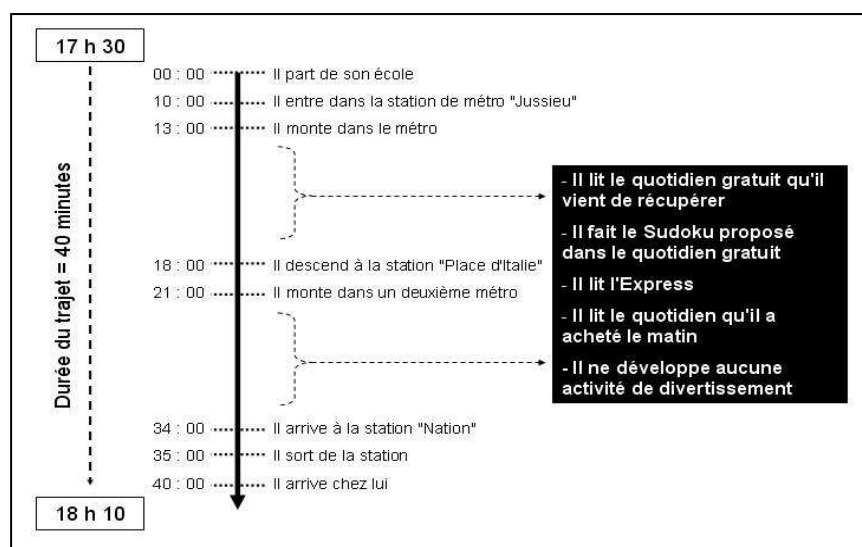 17 h 30
00 : 00 Il part de son école
10 : 00 Il entre dans la station de métro "Jussieu"
13 : 00 Il monte dans le métro
- Il lit le quotidien gratuit qu'il
vient de récupérer
- Il fait le Sudoku proposé
dans le quotidien gratuit
- Il lit l'Express
- Il lit le quotidien qu'il a
acheté le matin
- Il ne développe aucune
activité de divertissement
18 : 00 Il descend à la station "Place d'Italie"
21 : 00 Il monte dans un deuxième métro
34 : 00 Il arrive à la station "Nation"
35 : 00 Il sort de la station
40 : 00 Il arrive chez lui
Durée du trajet = 40 minutes
18 h 10